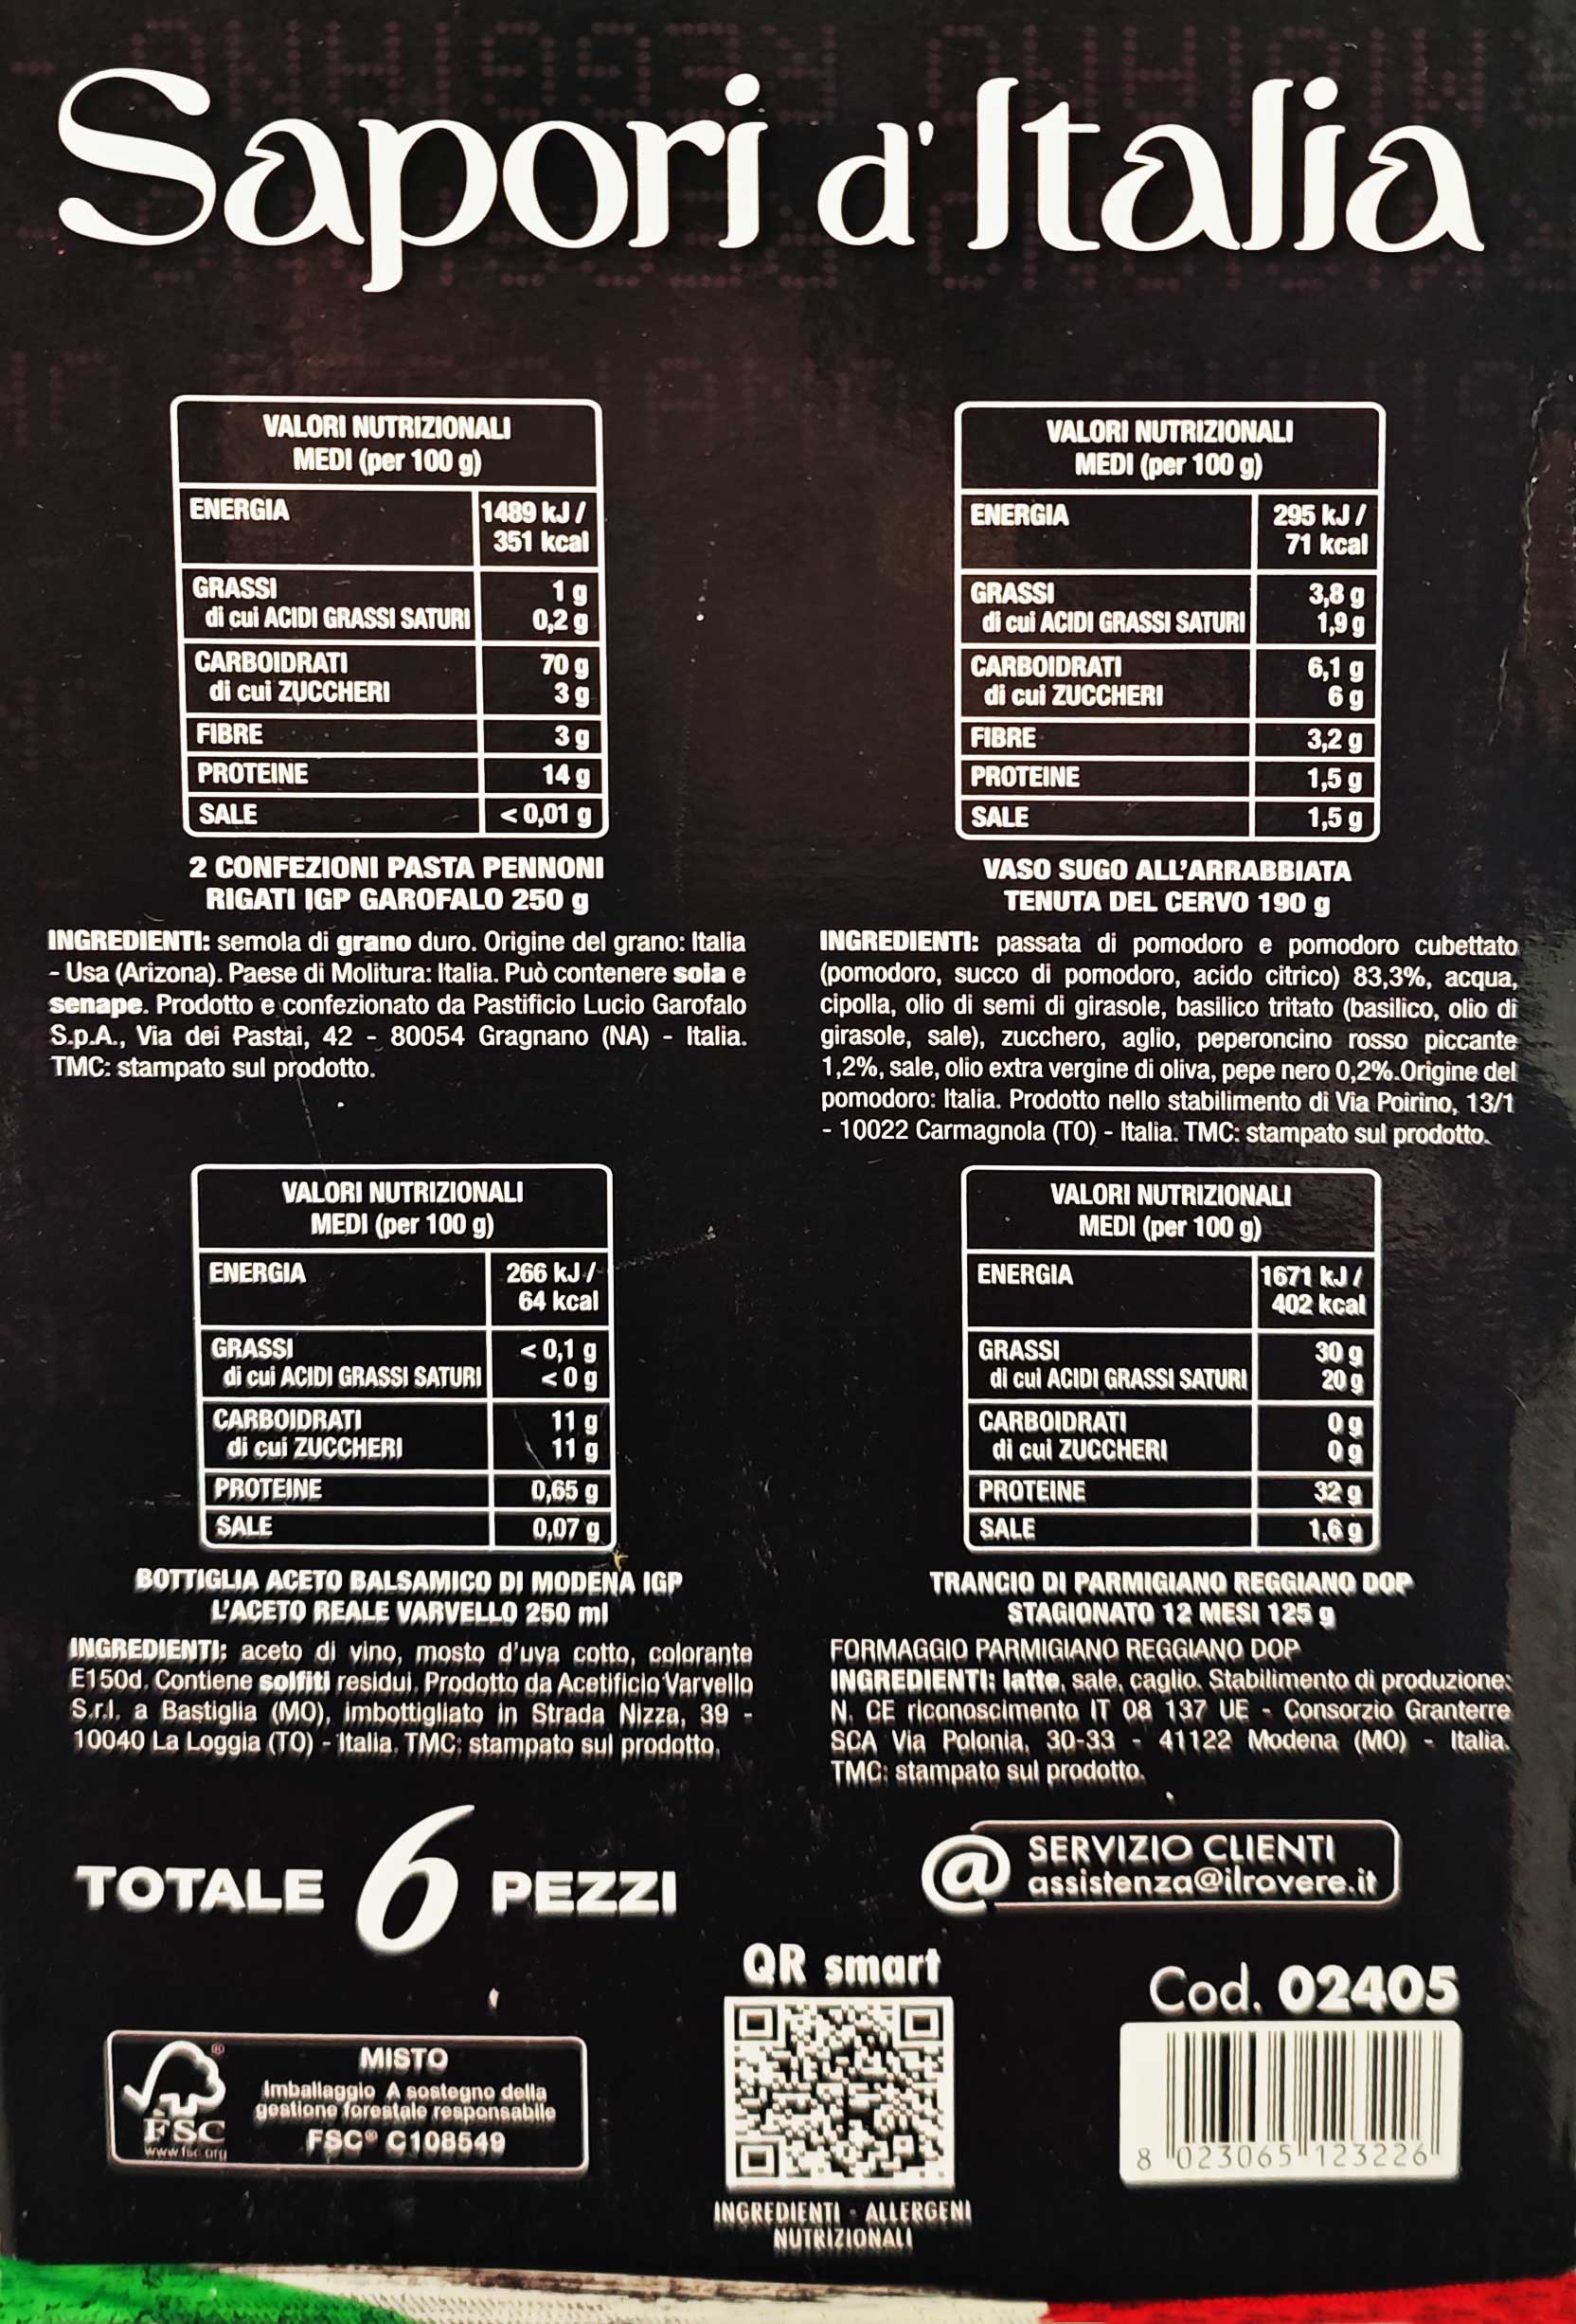 Sapori d'Italia
VALORI NUTRIZIONALI
MEDI (per 100 g)
ENERGIA 1489 kJ /
351 kcal
GRASSI 1 g
di cui ACIDI GRASSI SATURI 0,2 g
CARBOIDRATI 70 g
di cui ZUCCHERI 3 g
FIBRE 3 g
PROTEINE 14 g
SALE < 0,01 g
2 CONFEZIONI PASTA PENNONI
RIGATI IGP GAROFALO 250 g
INGREDIENTI: semola di grano duro. Origine del grano: Italia
- Usa (Arizona). Paese di Molitura: Italia. Può contenere soia e
senape. Prodotto e confezionato da Pastificio Lucio Garofalo
S.p.A., Via dei Pastai, 42 - 80054 Gragnano (NA) - Italia.
TMC: stampato sul prodotto.
VALORI NUTRIZIONALI
MEDI (per 100 g)
ENERGIA 295 kJ /
71 kcal
GRASSI 3,8 g
di cui ACIDI GRASSI SATURI 1,9 g
CARBOIDRATI 6,1 g
di cui ZUCCHERI 6 g
FIBRE 3,2 g
PROTEINE 1,5 g
SALE 1,5 g
VASO SUGO ALL'ARRABBIATA
TENUTA DEL CERVO 190 g
INGREDIENTI: passata di pomodoro e pomodoro cubettato
(pomodoro, succo di pomodoro, acido citrico) 83,3%, acqua,
cipolla, olio di semi di girasole, basilico tritato (basilico, olio di
girasole, sale), zucchero, aglio, peperoncino rosso piccante
1,2%, sale, olio extra vergine di oliva, pepe nero 0,2%.Origine del
pomodoro: Italia. Prodotto nello stabilimento di Via Poirino, 13/1
- 10022 Carmagnola (TO) - Italia. TMC: stampato sul prodotto.
VALORI NUTRIZIONALI
MEDI (per 100 g)
ENERGIA 266 kJ /
64 kcal
GRASSI < 0,1 g
di cui ACIDI GRASSI SATURI < 0 g
CARBOIDRATI 11 g
di cui ZUCCHERI 11 g
PROTEINE 0,65 g
SALE 0,07 g
BOTTIGLIA ACETO BALSAMICO DI MODENA IGP
L'ACETO REALE VARVELLO 250 ml
INGREDIENTI: aceto di vino, mosto d'uva cotto, colorante
E150d. Contiene solfiti residui. Prodotto da Acetificio Varvello
S.r.l. a Bastiglia (MO), imbottigliato in Strada Nizza, 39 -
10040 La Loggia (TO) - Italia. TMC: stampato sul prodotto.
VALORI NUTRIZIONALI
MEDI (per 100 g)
ENERGIA 1671 kJ /
402 kcal
GRASSI 30 g
di cui ACIDI GRASSI SATURI 20 g
CARBOIDRATI 0 g
di cui ZUCCHERI 0 g
PROTEINE 32 g
SALE 1,6 g
TRANCIO DI PARMIGIANO REGGIANO DOP
STAGIONATO 12 MESI 125 g
FORMAGGIO PARMIGIANO REGGIANO DOP
INGREDIENTI: latte, sale, caglio. Stabilimento di produzione:
N. CE riconoscimento IT 08 137 UE - Consorzio Granterre
SCA Via Polonia, 30-33 - 41122 Modena (MO) - Italia.
TMC: stampato sul prodotto.
TOTALE 6 PEZZI
@ SERVIZIO CLIENTI
assistenza@ilrovere.it
QR smart
INGREDIENTI - ALLERGENI
NUTRIZIONALI
Cod. 02405
8 023065 123226
FSC
www.fsc.org
MISTO
Imballaggio A sostegno della
gestione forestale responsabile
FSC® C108549